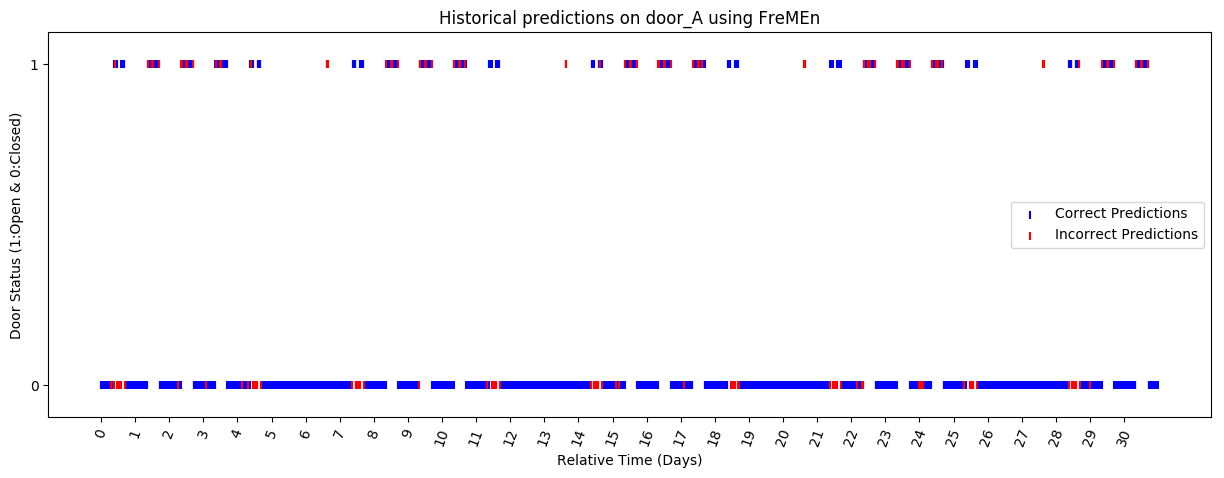 Historical predictions on door_A using FreMEn
Door Status (1:Open & 0:Closed)
1
0
Correct Predictions
Incorrect Predictions
0 1 2 3 4 5 6 7 8 9 10 11 12 13 14 15 16 17 18 19 20 21 22 23 24 25 26 27 28 29 30
Relative Time (Days)